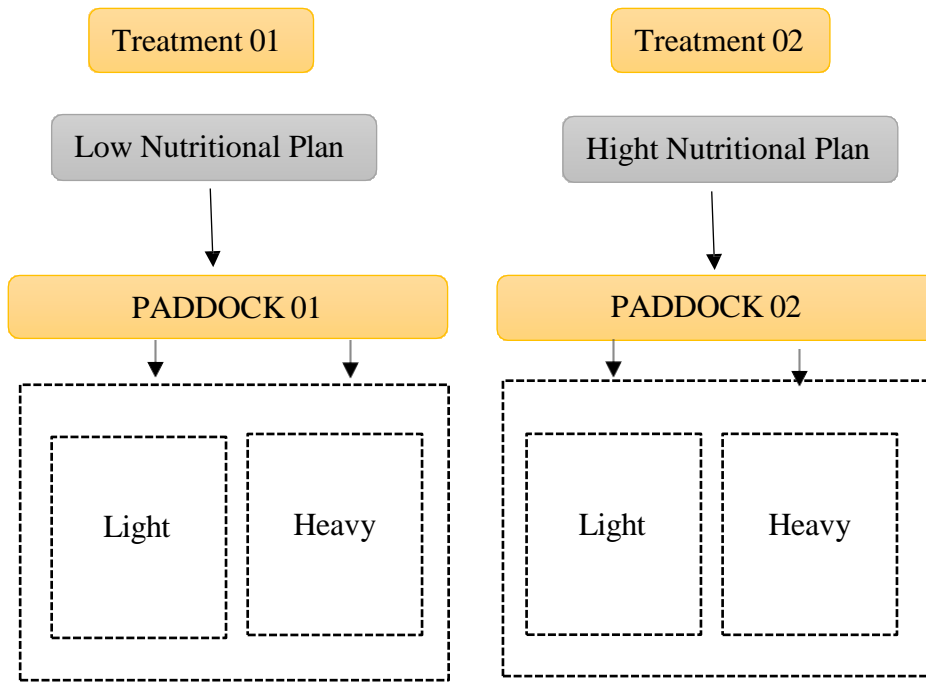 Treatment 01
Treatment 02
Low Nutritional Plan
Hight Nutritional Plan
PADDOCK 01
PADDOCK 02
Light
Heavy
Light
Heavy